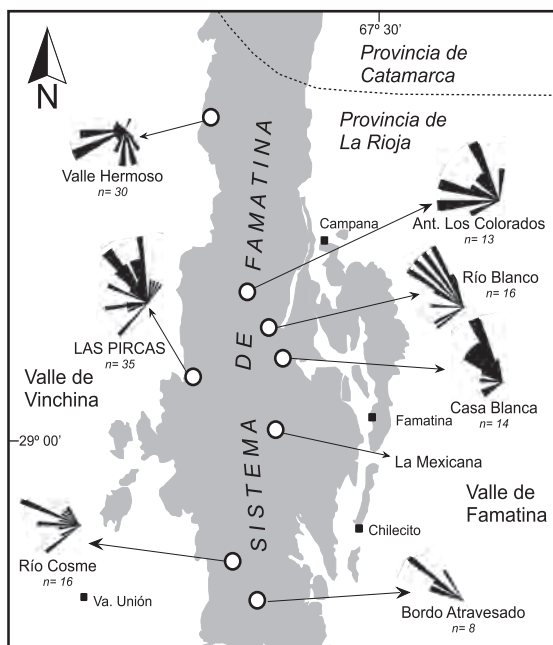 67º 30'
Provincia de
Catamarca
N
Provincia de
La Rioja
Valle Hermoso
n= 30
Campana
Ant. Los Colorados
n= 13
Río Blanco
n= 16
LAS PIRCAS
n= 35
Casa Blanca
n= 14
Valle de
Vinchina
Famatina
29º 00'
La Mexicana
Valle de
Famatina
SISTEMA DE FAMATINA
Chilecito
Río Cosme
n= 16
Va. Unión
Bordo Atravesado
n= 8